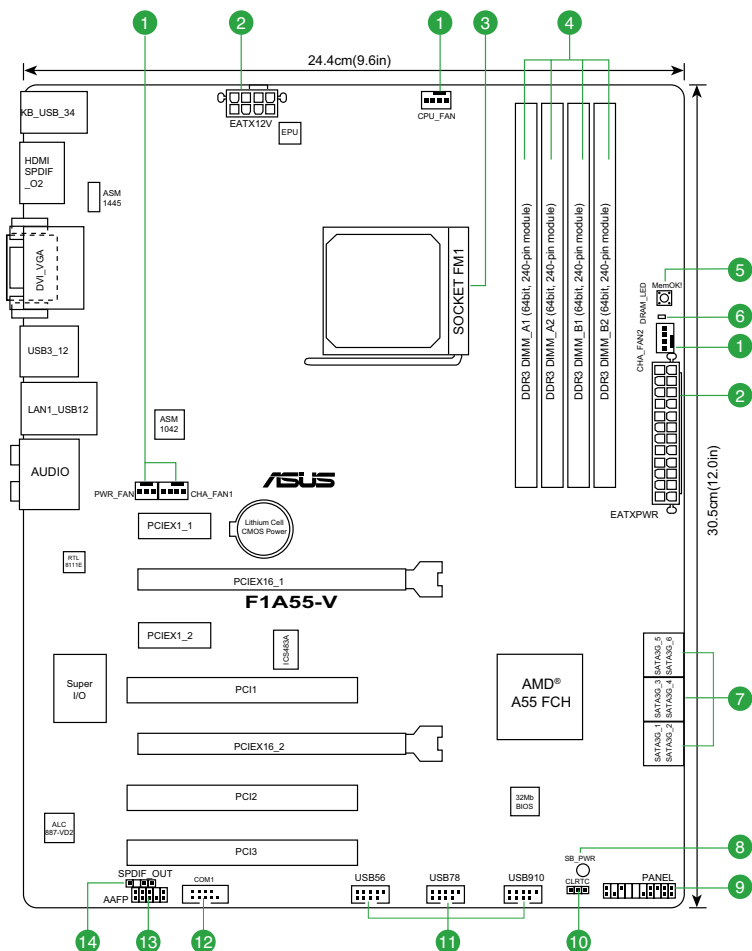 1
2
1
3
4
24.4cm(9.6in)
KB_USB_34
EATX12V
EPU
CPU_FAN
HDMI
SPDIF
_O2
ASM
1445
DVI_VGA
SOCKET FM1
DDR3 DIMM_A1 (64bit, 240-pin module)
DDR3 DIMM_A2 (64bit, 240-pin module)
DDR3 DIMM_B1 (64bit, 240-pin module)
DDR3 DIMM_B2 (64bit, 240-pin module)
MemOK!
5
DRAM_LED
6
CHA_FAN2
1
USB3_12
2
LAN1_USB12
ASM
1042
AUDIO
PWR_FAN
CHA_FAN1
ASUS
EATXPWR
30.5cm(12.0in)
PCIEX1_1
Lithium Cell
CMOS Power
RTL
8111E
PCIEX16_1
F1A55-V
PCIEX1_2
ICS483A
Super
I/O
PCI1
AMD®
A55 FCH
SATA3G_5
SATA3G_6
SATA3G_3
SATA3G_4
SATA3G_1
SATA3G_2
7
PCIEX16_2
PCI2
32Mb
BIOS
ALC
887-VD2
PCI3
8
SB_PWR
SPDIF_OUT
AAFP
COM1
USB56
USB78
USB910
CLRTC
PANEL
9
14
13
12
11
10